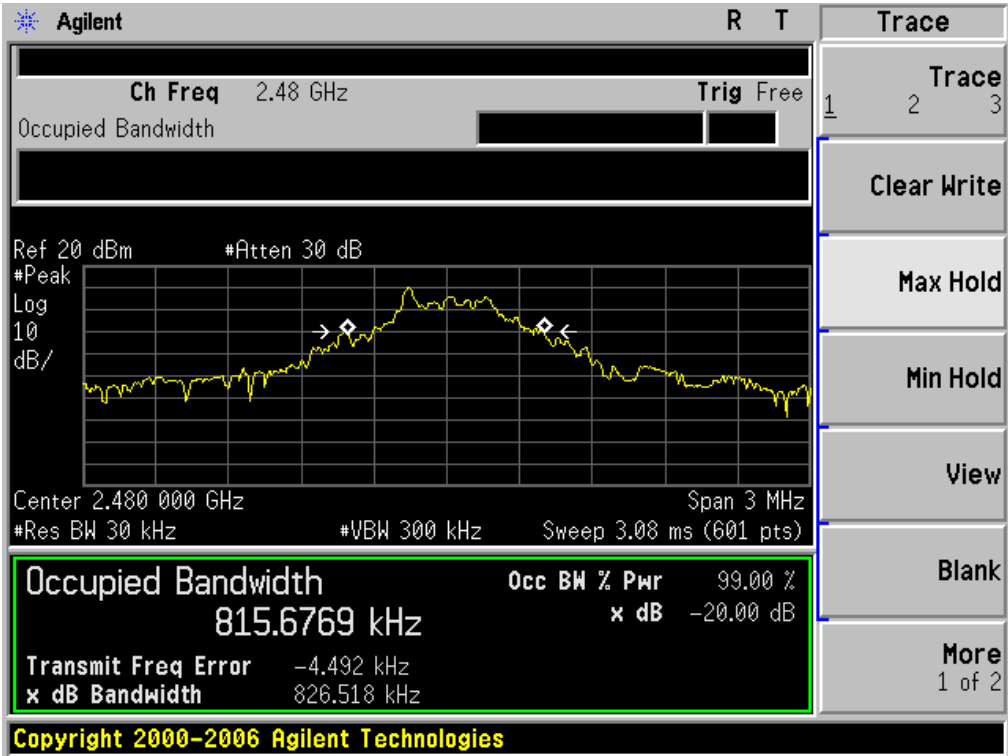 Agilent R T
Ch Freq 2.48 GHz Trig Free
Occupied Bandwidth
Ref 20 dBm #Atten 30 dB
#Peak
Log
10
dB/
Center 2.480 000 GHz Span 3 MHz
#Res BW 30 kHz #VBW 300 kHz Sweep 3.08 ms (601 pts)
Occupied Bandwidth Occ BW % Pwr 99.00 %
815.6769 kHz x dB -20.00 dB
Transmit Freq Error -4.492 kHz
x dB Bandwidth 826.518 kHz
Copyright 2000-2006 Agilent Technologies
Trace
Trace
1 2 3
Clear Write
Max Hold
Min Hold
View
Blank
More
1 of 2